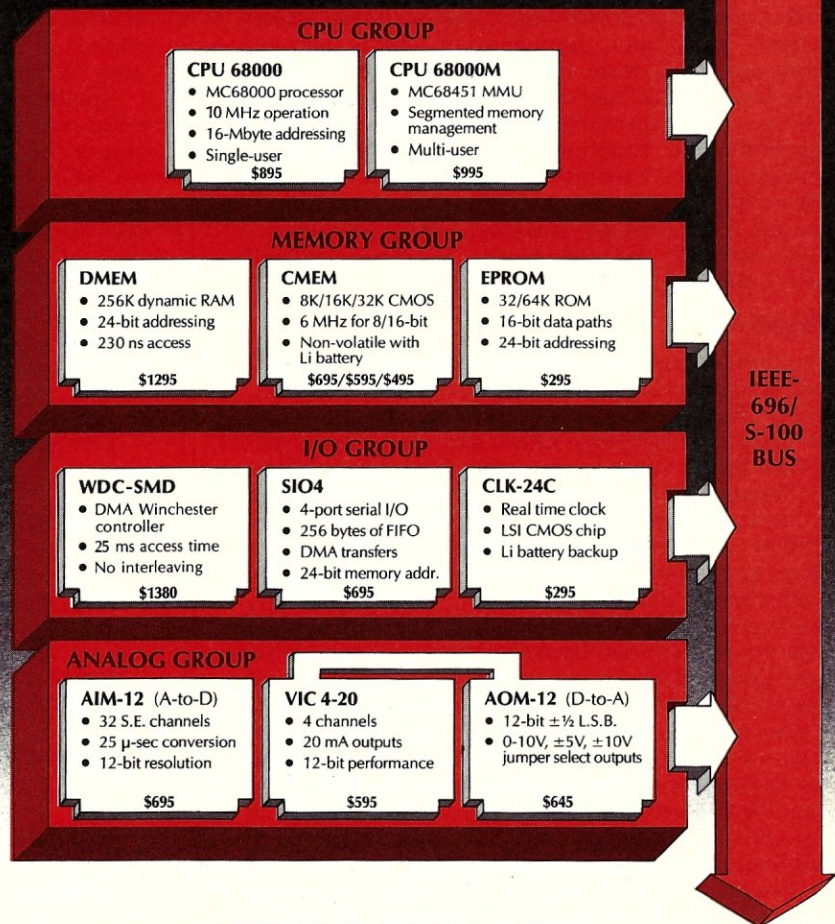 CPU GROUP
CPU 68000
• MC68000 processor
• 10 MHz operation
• 16-Mbyte addressing
• Single-user
$895
CPU 68000M
• MC68451 MMU
• Segmented memory
management
• Multi-user
$995
MEMORY GROUP
DMEM
• 256K dynamic RAM
• 24-bit addressing
• 230 ns access
$1295
CMEM
• 8K/16K/32K CMOS
• 6 MHz for 8/16-bit
• Non-volatile with
Li battery
$695/$595/$495
EPROM
• 32/64K ROM
• 16-bit data paths
• 24-bit addressing
$295
I/O GROUP
WDC-SMD
• DMA Winchester
controller
• 25 ms access time
• No interleaving
$1380
SIO4
• 4-port serial I/O
• 256 bytes of FIFO
• DMA transfers
• 24-bit memory addr.
$695
CLK-24C
• Real time clock
• LSI CMOS chip
• Li battery backup
$295
ANALOG GROUP
AIM-12 (A-to-D)
• 32 S.E. channels
• 25 μ-sec conversion
• 12-bit resolution
$695
VIC 4-20
• 4 channels
• 20 mA outputs
• 12-bit performance
$595
AOM-12 (D-to-A)
• 12-bit ±½ L.S.B.
• 0-10V, ±5V, ±10V
jumper select outputs
$645
IEEE-
696/
S-100
BUS